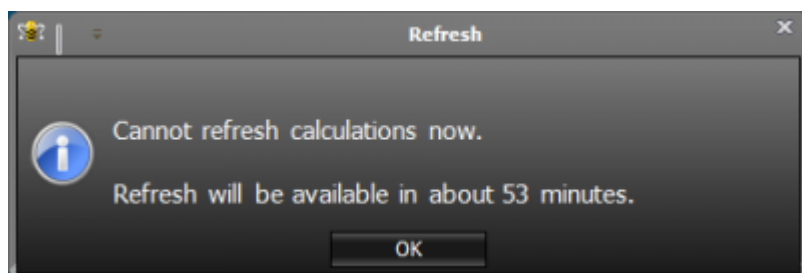 Refresh
Cannot refresh calculations now.
Refresh will be available in about 53 minutes.
OK